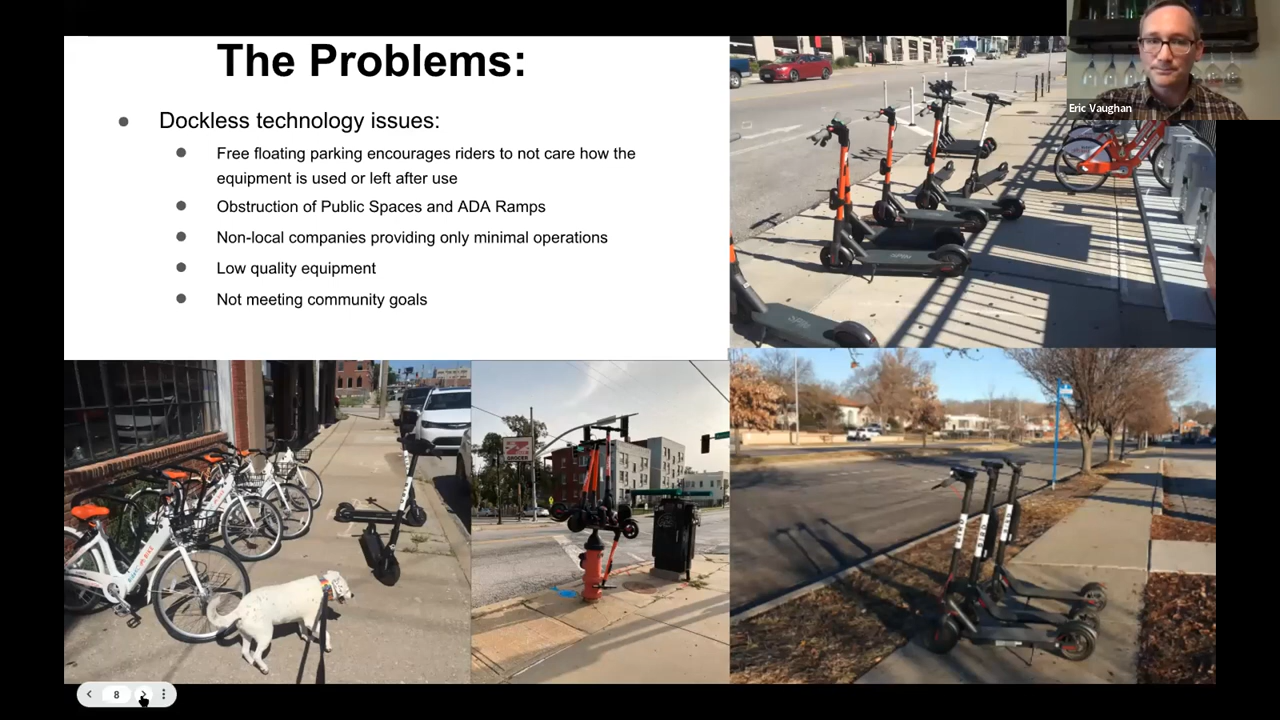 The Problems:
Dockless technology issues:
Free floating parking encourages riders to not care how the
equipment is used or left after use
Obstruction of Public Spaces and ADA Ramps
Non-local companies providing only minimal operations
Low quality equipment
Not meeting community goals
Eric Vaughan
8